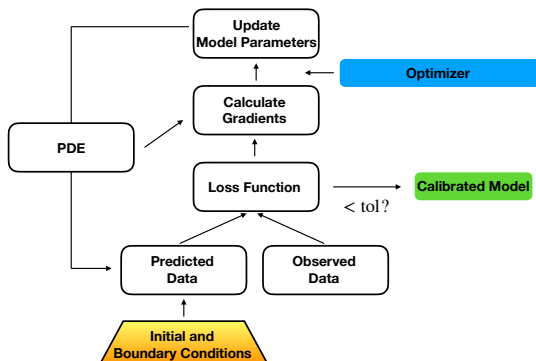 Update
Model Parameters
Optimizer
Calculate
Gradients
PDE
Loss Function
Calibrated Model
< tol?
Predicted
Data
Observed
Data
Initial and
Boundary Conditions